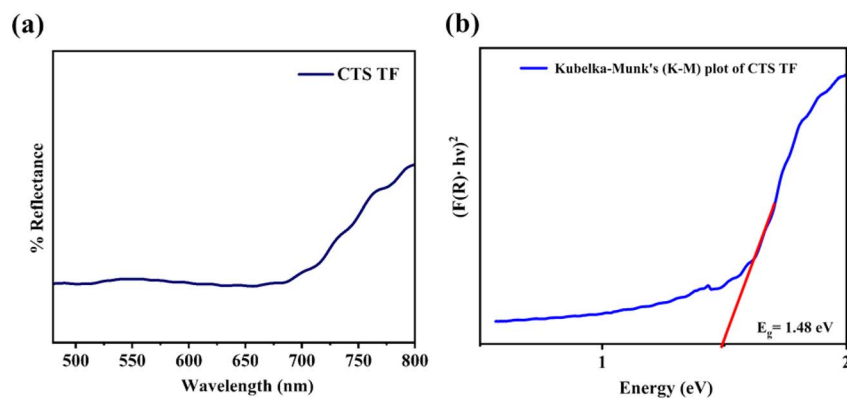 (a)
CTS TF
% Reflectance
500 550 600 650 700 750 800
Wavelength (nm)
(b)
Kubelka-Munk's (K-M) plot of CTS TF
(F(R)· hν)²
E_g= 1.48 eV
1 2
Energy (eV)